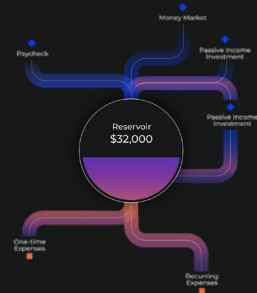 Money Market
Paycheck
Passive Income
Investment
Passive Income
Investment
Reservoir
$32,000
One-time
Expenses
Recurring
Expenses